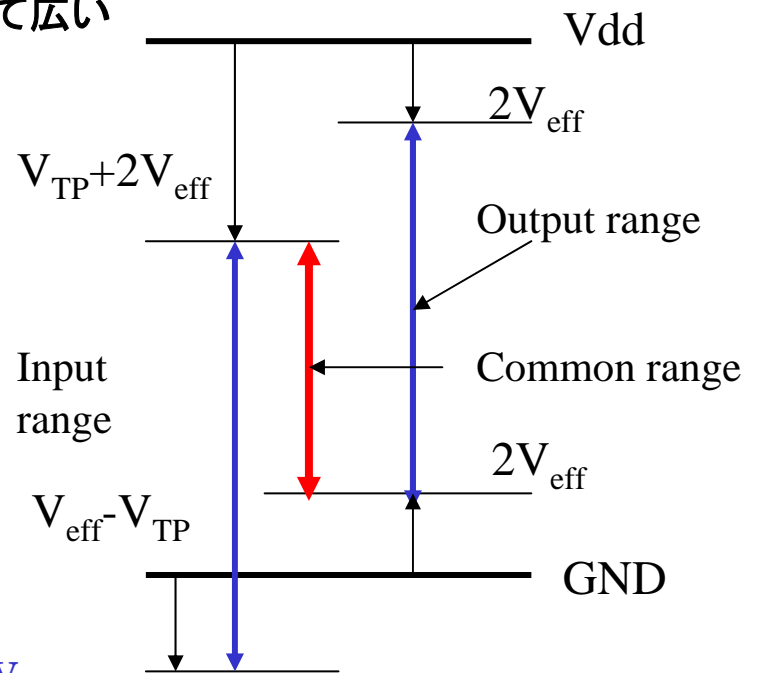 て広い
Vdd
2Veff
VTP+2Veff
Output range
Input
range
Common range
2Veff
Veff-VTP
GND